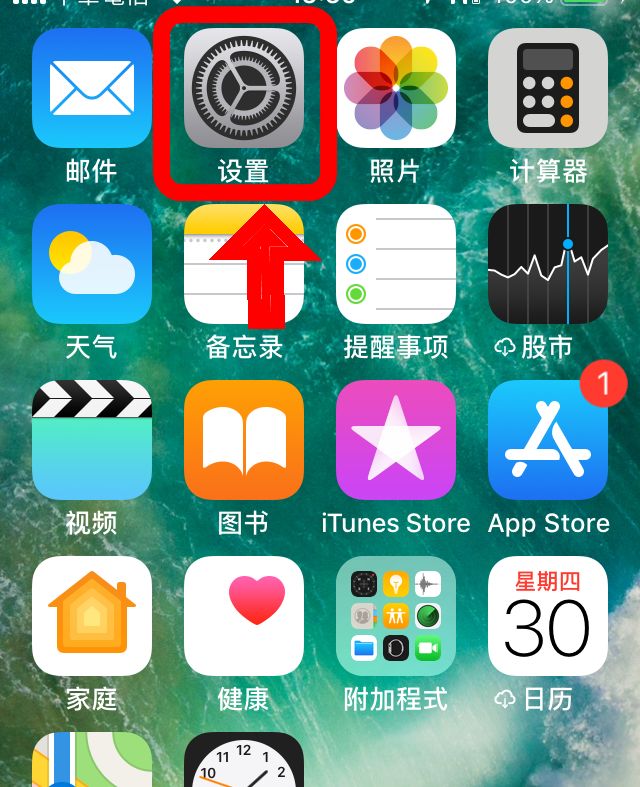 100%
邮件
设置
照片
计算器
天气
备忘录
提醒事项
股市
1
视频
图书
iTunes Store
App Store
星期四
30
家庭
健康
附加程式
日历
11 12 1
10 2